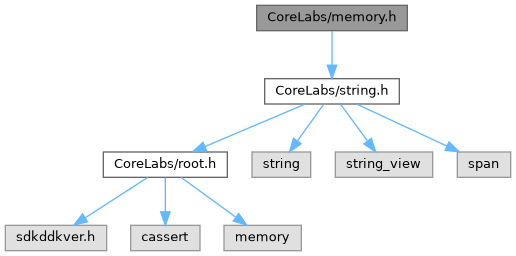 CoreLabs/memory.h
CoreLabs/string.h
CoreLabs/root.h
string
string_view
span
sdkddkver.h
cassert
memory